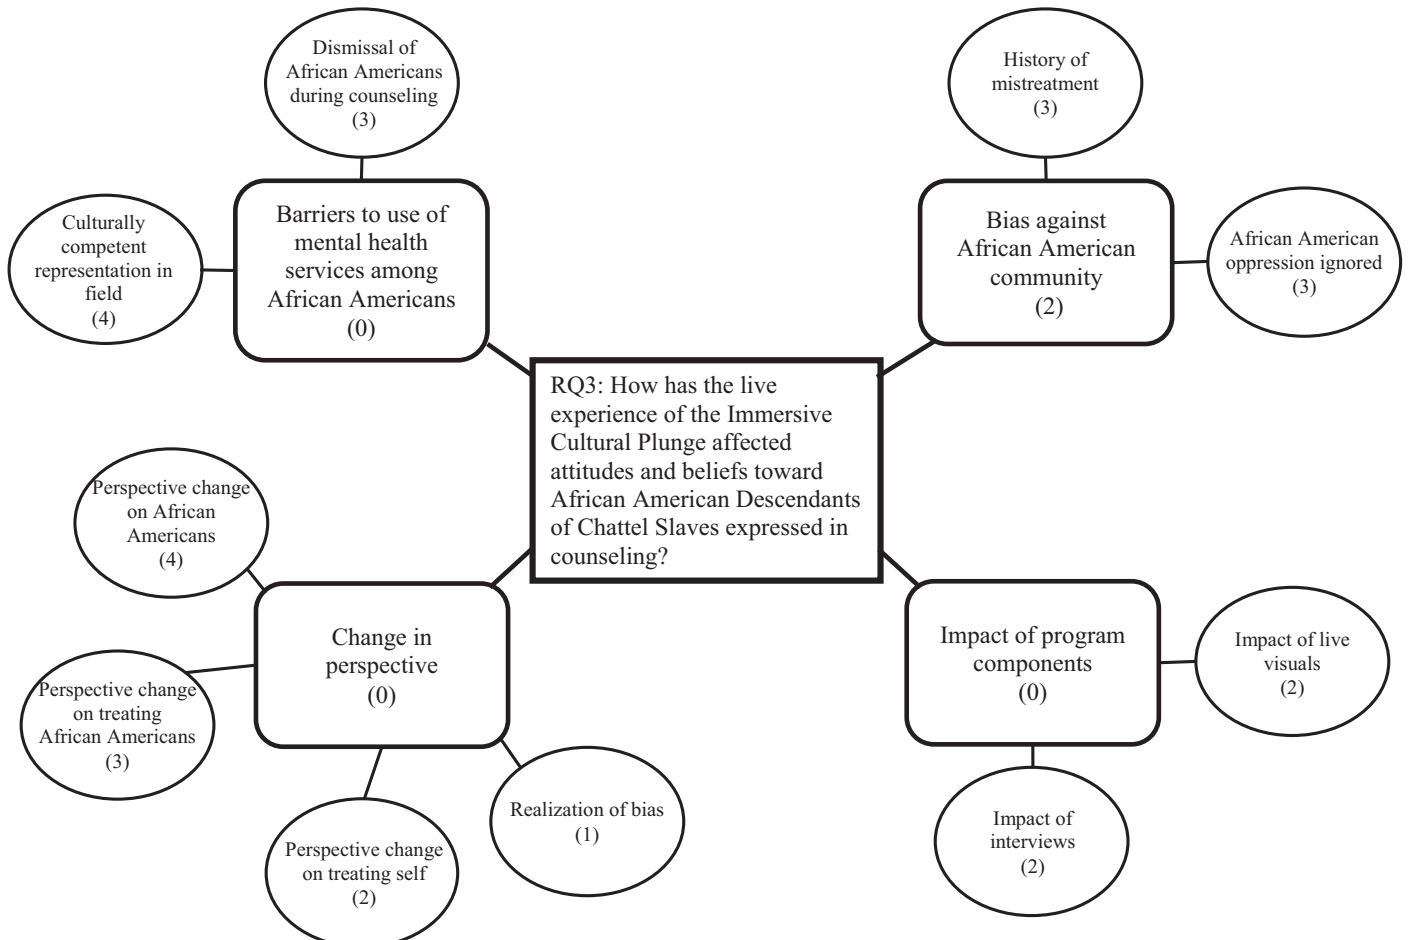 Dismissal of
African Americans
during counseling
(3)
Culturally
competent
representation in
field
(4)
Barriers to use of
mental health
services among
African Americans
(0)
History of
mistreatment
(3)
Bias against
African American
community
(2)
African American
oppression ignored
(3)
RQ3: How has the live
experience of the Immersive
Cultural Plunge affected
attitudes and beliefs toward
African American Descendants
of Chattel Slaves expressed in
counseling?
Perspective change
on African
Americans
(4)
Change in
perspective
(0)
Perspective change
on treating
African Americans
(3)
Perspective change
on treating self
(2)
Realization of bias
(1)
Impact of program
components
(0)
Impact of live
visuals
(2)
Impact of
interviews
(2)